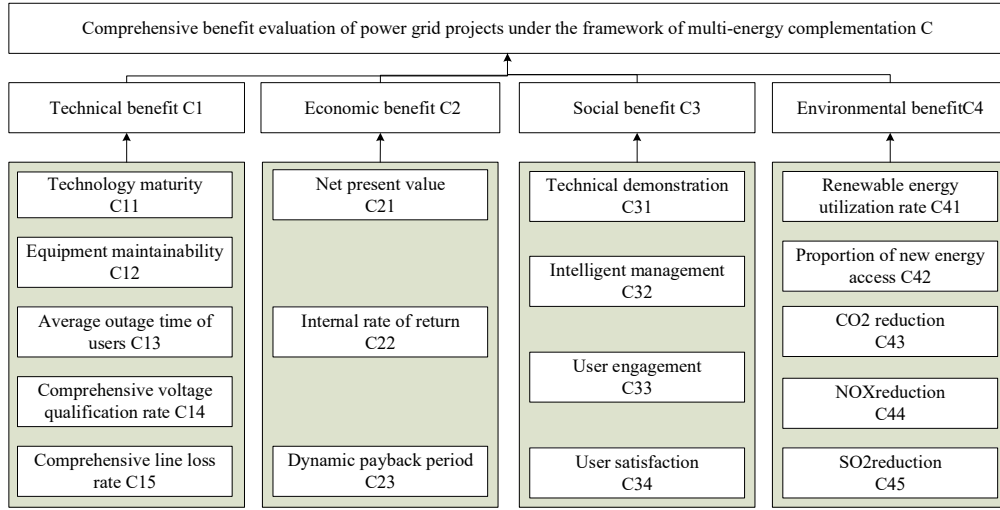 Comprehensive benefit evaluation of power grid projects under the framework of multi-energy complementation C
Technical benefit C1
Economic benefit C2
Social benefit C3
Environmental benefitC4
Technology maturity
C11
Equipment maintainability
C12
Average outage time of
users C13
Comprehensive voltage
qualification rate C14
Comprehensive line loss
rate C15
Net present value
C21
Internal rate of return
C22
Dynamic payback period
C23
Technical demonstration
C31
Intelligent management
C32
User engagement
C33
User satisfaction
C34
Renewable energy
utilization rate C41
Proportion of new energy
access C42
CO2 reduction
C43
NOXreduction
C44
SO2reduction
C45